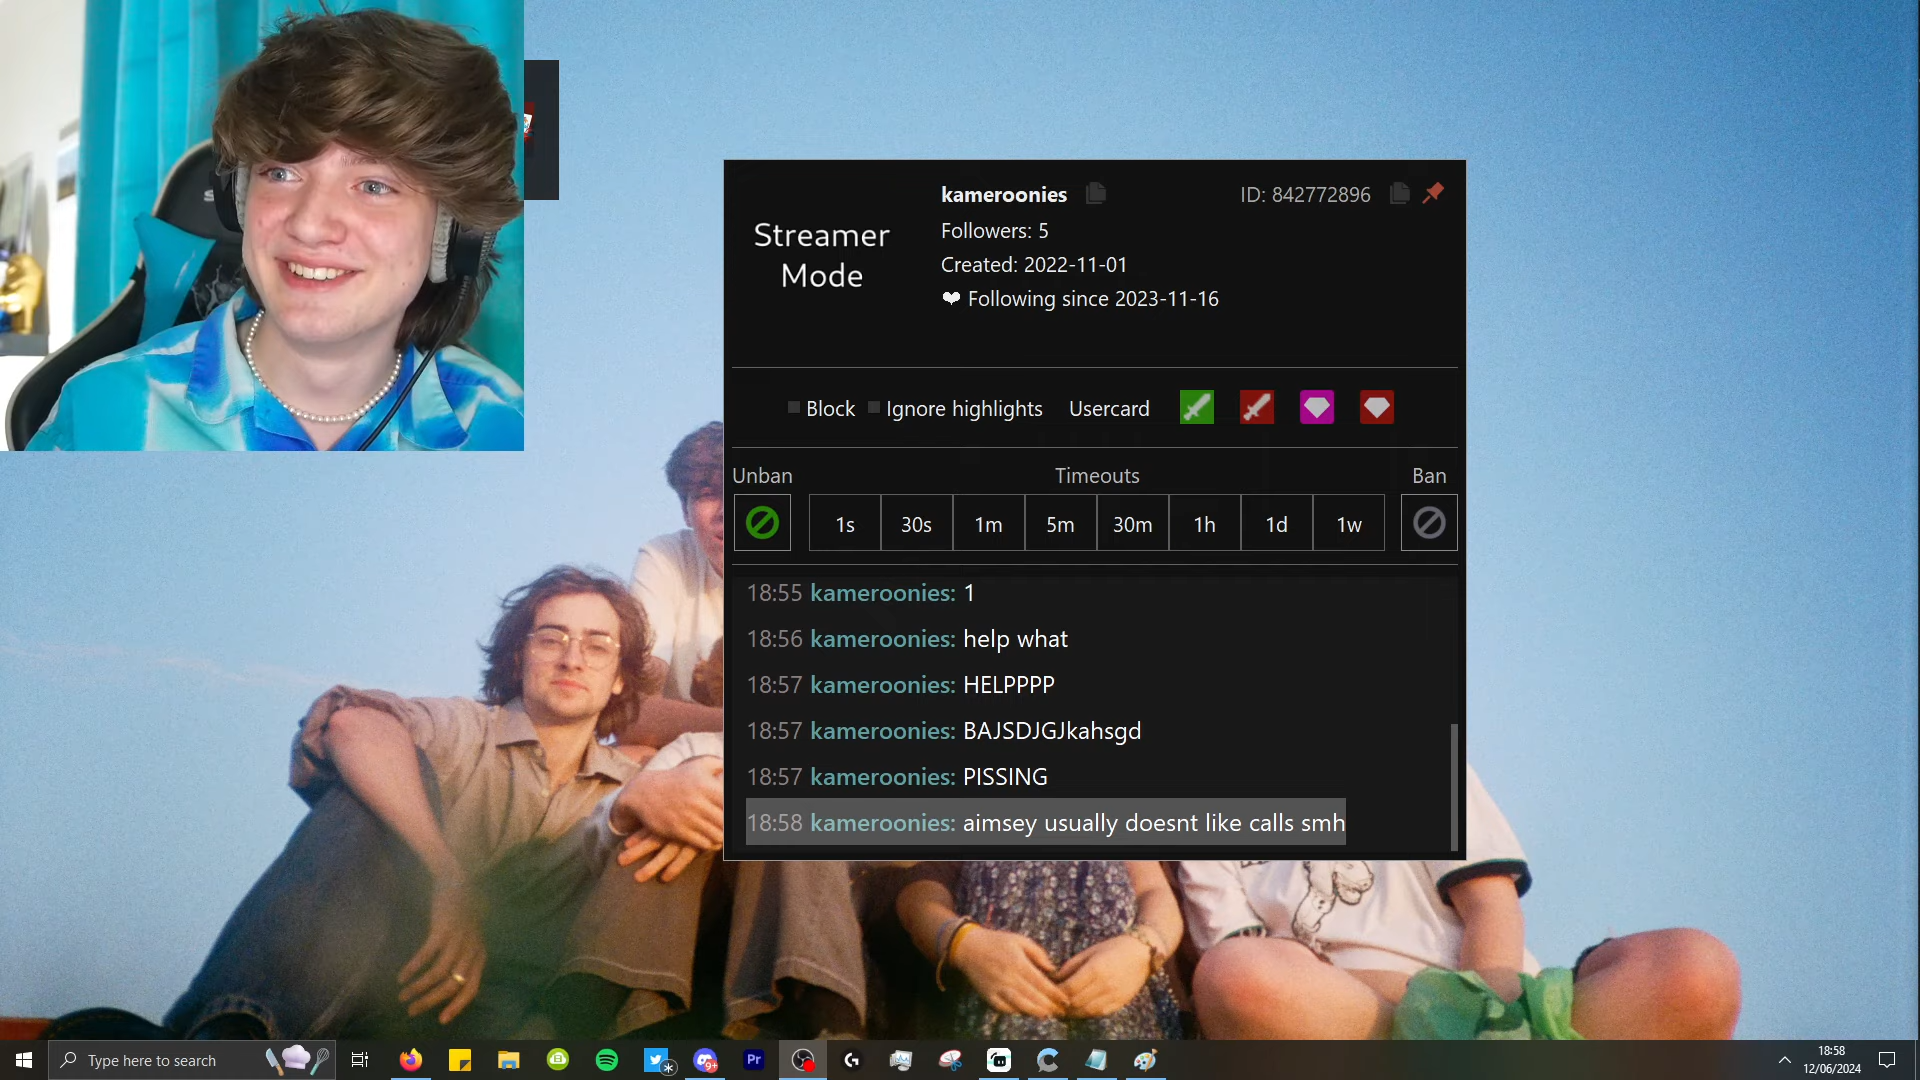 Streamer
Mode
kameroonies
ID: 842772896
Followers: 5
Created: 2022-11-01
❤ Following since 2023-11-16
Block
Ignore highlights
Usercard
Unban
Timeouts
Ban
1s
30s
1m
5m
30m
1h
1d
1w
18:55 kameroonies: 1
18:56 kameroonies: help what
18:57 kameroonies: HELPPPP
18:57 kameroonies: BAJSDJGJkahsgd
18:57 kameroonies: PISSING
18:58 kameroonies: aimsey usually doesnt like calls smh
Type here to search
9+
Pr
18:58
12/06/2024